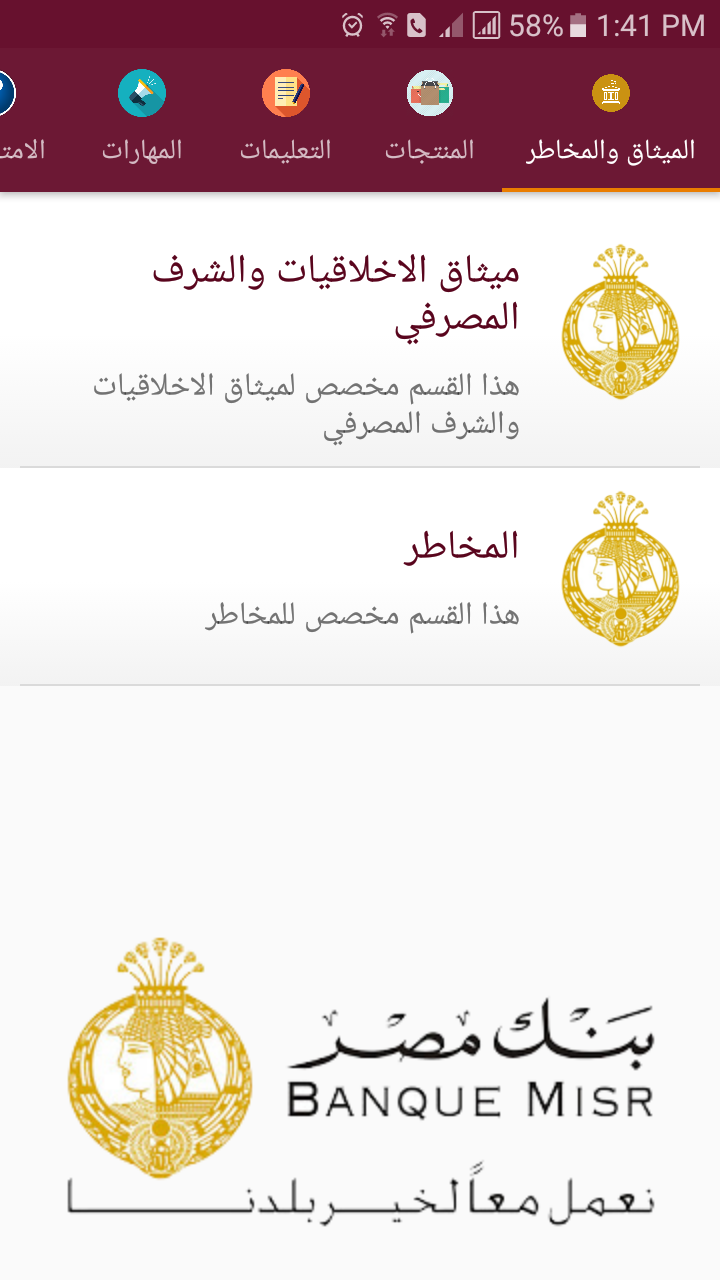 58% 1:41 PM
الميثاق والمخاطر
المنتجات
التعليمات
المهارات
ميثاق الاخلاقيات والشرف
المصرفي
هذا القسم مخصص لميثاق الاخلاقيات
والشرف المصرفي
المخاطر
هذا القسم مخصص للمخاطر
بنك مصر
BANQUE MISR
نعمل معاً لخير بلدنا